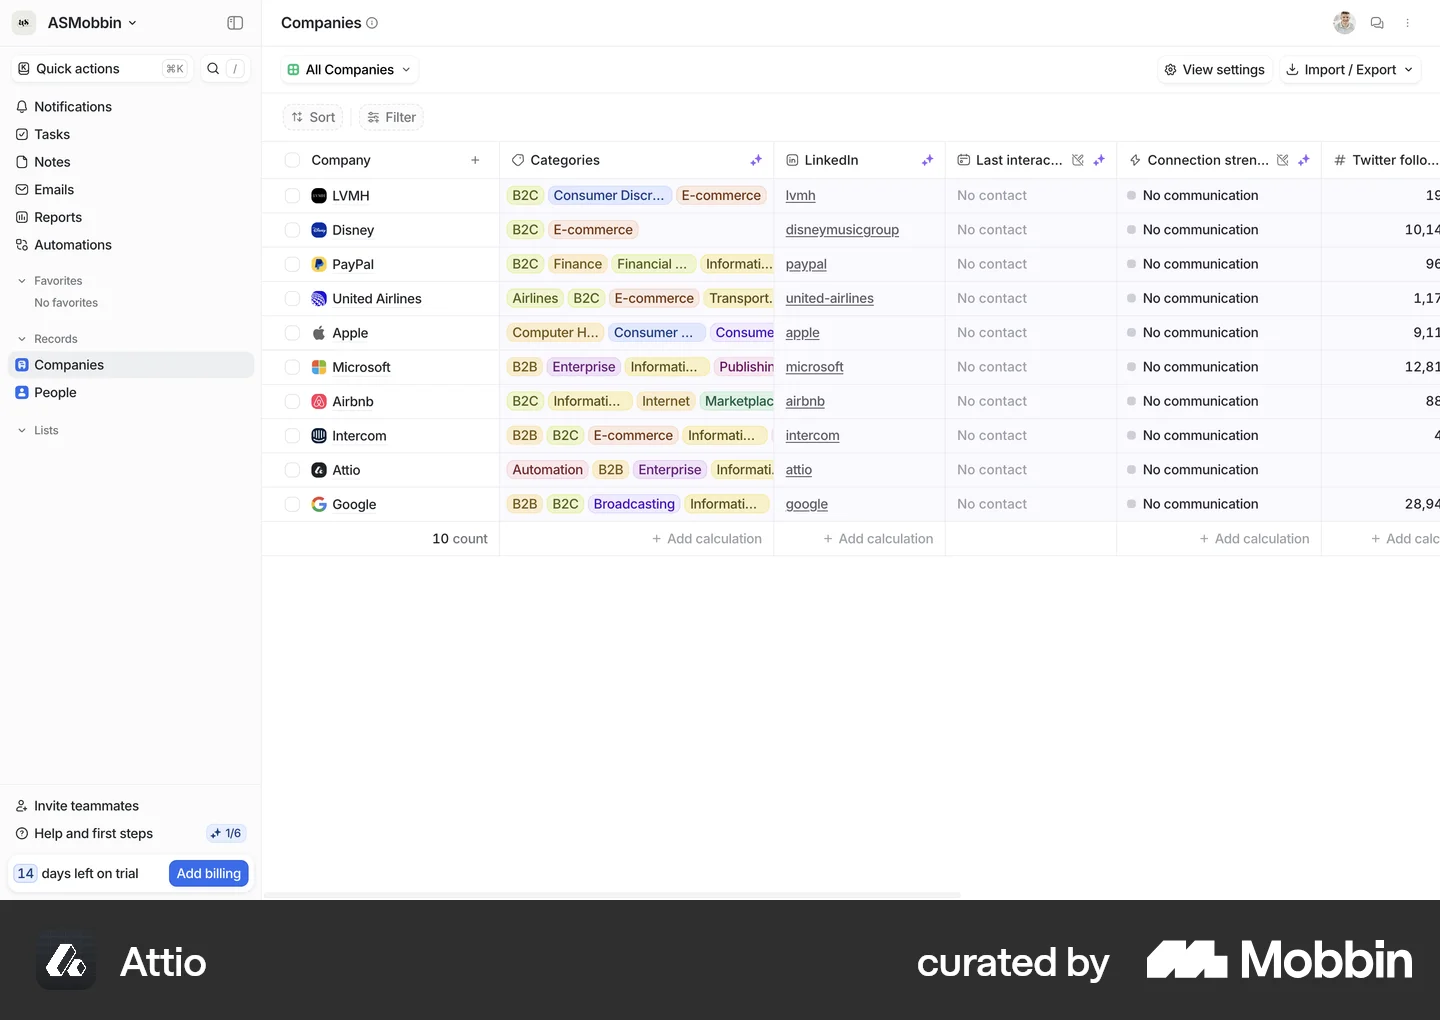 ASMobbin
Quick actions ⌘K /
Notifications
Tasks
Notes
Emails
Reports
Automations
Favorites
No favorites
Records
Companies
People
Lists
Invite teammates
Help and first steps 1/6
14 days left on trial Add billing
Companies
All Companies View settings Import / Export
Sort Filter
Company + Categories LinkedIn Last interac... Connection stren... # Twitter follo...
LVMH B2C Consumer Discr... E-commerce lvmh No contact No communication 19
Disney B2C E-commerce disneymusicgroup No contact No communication 10,14
PayPal B2C Finance Financial ... Informati... paypal No contact No communication 96
United Airlines Airlines B2C E-commerce Transport. united-airlines No contact No communication 1,17
Apple Computer H... Consumer ... Consume apple No contact No communication 9,11
Microsoft B2B Enterprise Informati... Publishin microsoft No contact No communication 12,81
Airbnb B2C Informati... Internet Marketplac airbnb No contact No communication 88
Intercom B2B B2C E-commerce Informati... intercom No contact No communication 4
Attio Automation B2B Enterprise Informati. attio No contact No communication
Google B2B B2C Broadcasting Informati... google No contact No communication 28,94
10 count + Add calculation + Add calculation + Add calculation + Add calc
Attio curated by Mobbin